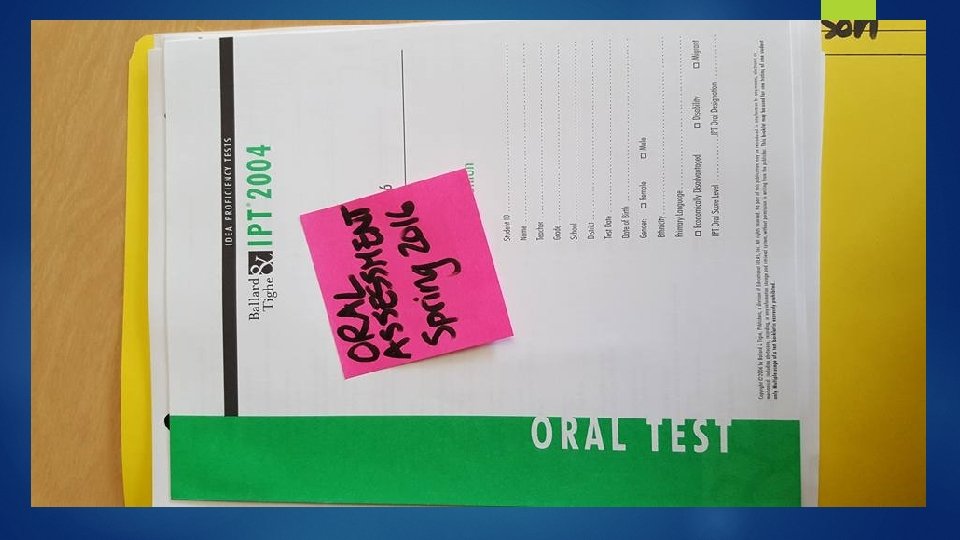 son
IDEA PROFICIENCY TESTS
Ballard &
Tighe
IPT® 2004
ORAL
ASSESSMENT
Spring 2016
6
Student ID
Name
Teacher
Grade
School
District
Test Date
Date of Birth
Gender: □ Female □ Male
Ethnicity
Primary Language
□ Economically Disadvantaged □ Disability □ Migrant
IPT Oral Score Level IPT Oral Designation
ORAL TEST